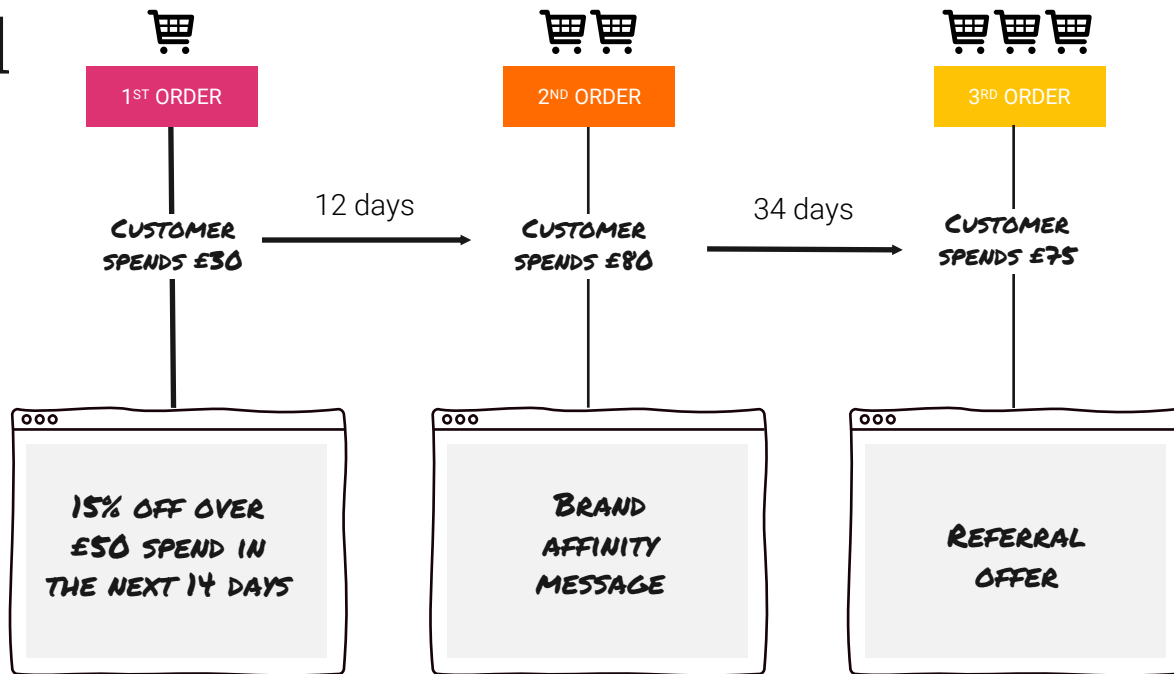 1ST ORDER
2ND ORDER
3RD ORDER
12 days
34 days
CUSTOMER
SPENDS £30
CUSTOMER
SPENDS £80
CUSTOMER
SPENDS £75
15% OFF OVER
£50 SPEND IN
THE NEXT 14 DAYS
BRAND
AFFINITY
MESSAGE
REFERRAL
OFFER